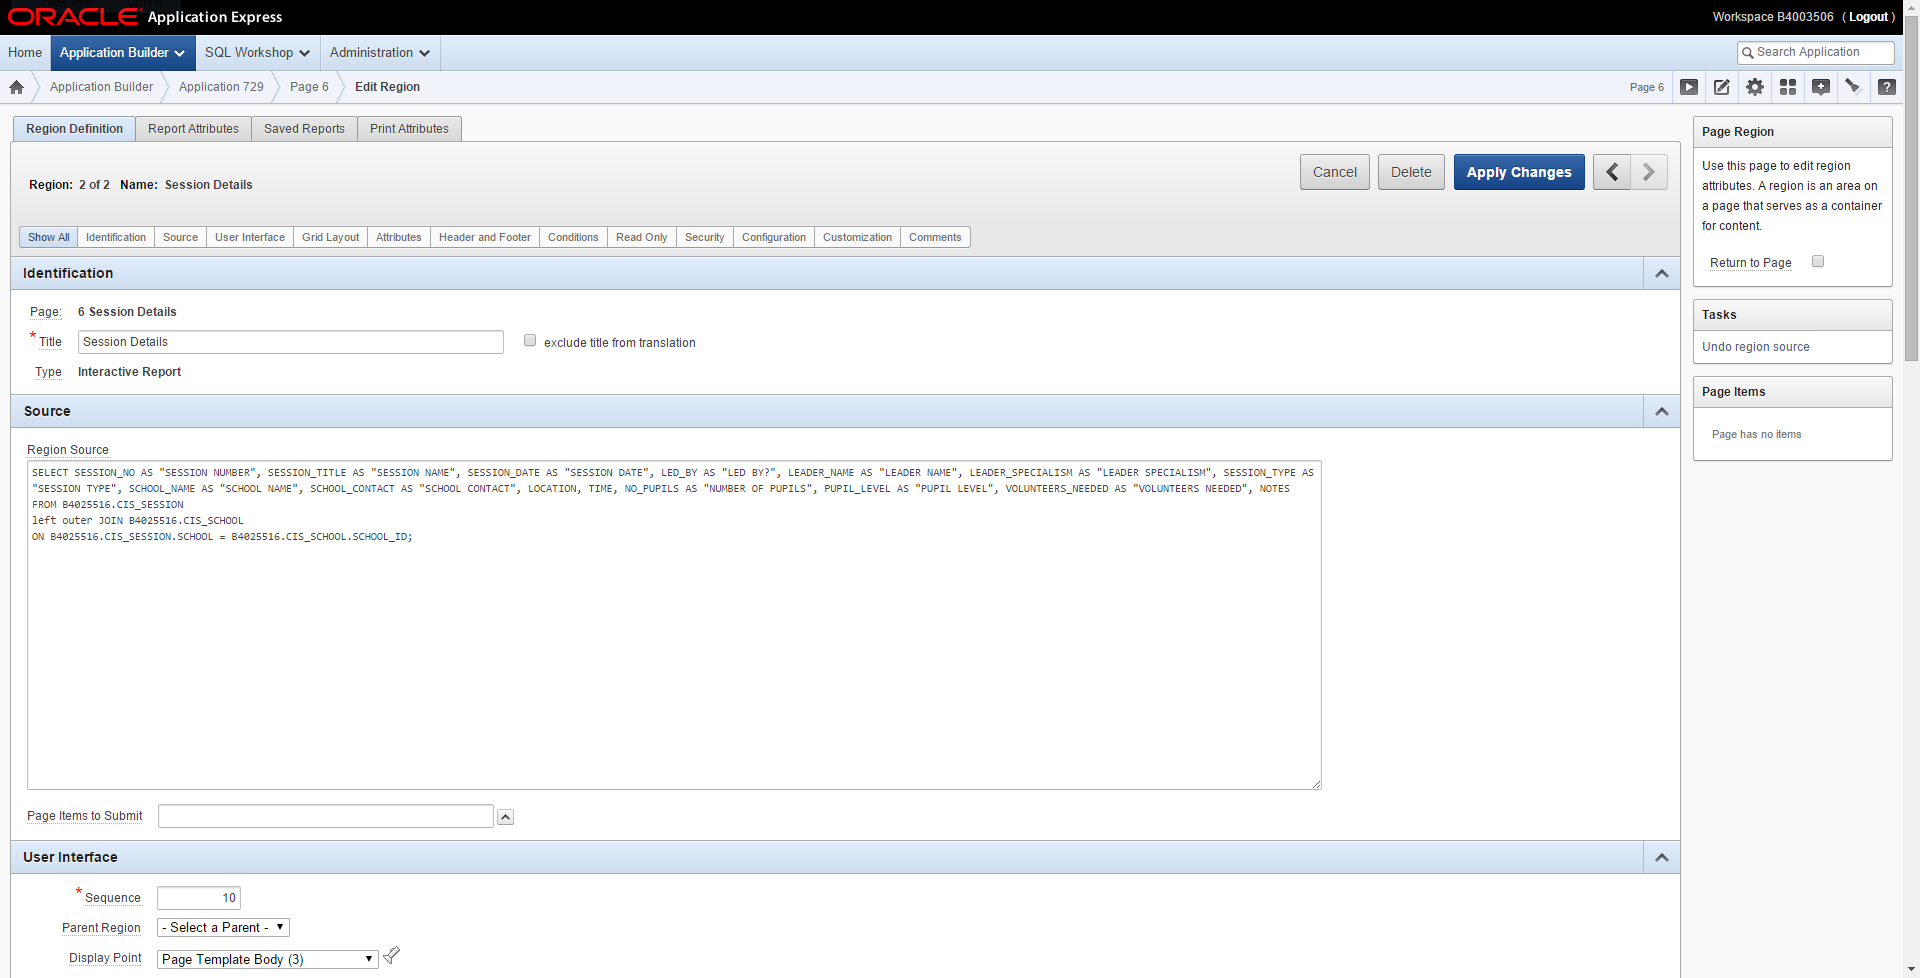 ORACLE Application Express
Workspace B4003506 ( Logout )
Home Application Builder SQL Workshop Administration
Search Application
Application Builder Application 729 Page 6 Edit Region
Page 6
Region Definition Report Attributes Saved Reports Print Attributes
Region: 2 of 2 Name: Session Details
Cancel Delete Apply Changes
Show All Identification Source User Interface Grid Layout Attributes Header and Footer Conditions Read Only Security Configuration Customization Comments
Identification
Page: 6 Session Details
* Title Session Details exclude title from translation
Type Interactive Report
Source
Region Source
SELECT SESSION_NO AS "SESSION NUMBER", SESSION_TITLE AS "SESSION NAME", SESSION_DATE AS "SESSION DATE", LED_BY AS "LED BY?", LEADER_NAME AS "LEADER NAME", LEADER_SPECIALISM AS "LEADER SPECIALISM", SESSION_TYPE AS
"SESSION TYPE", SCHOOL_NAME AS "SCHOOL NAME", SCHOOL_CONTACT AS "SCHOOL CONTACT", LOCATION, TIME, NO_PUPILS AS "NUMBER OF PUPILS", PUPIL_LEVEL AS "PUPIL LEVEL", VOLUNTEERS_NEEDED AS "VOLUNTEERS NEEDED", NOTES
FROM B4025516.CIS_SESSION
left outer JOIN B4025516.CIS_SCHOOL
ON B4025516.CIS_SESSION.SCHOOL = B4025516.CIS_SCHOOL.SCHOOL_ID;
Page Items to Submit
User Interface
* Sequence 10
Parent Region - Select a Parent -
Display Point Page Template Body (3)
Page Region
Use this page to edit region
attributes. A region is an area on
a page that serves as a container
for content.
Return to Page
Tasks
Undo region source
Page Items
Page has no items